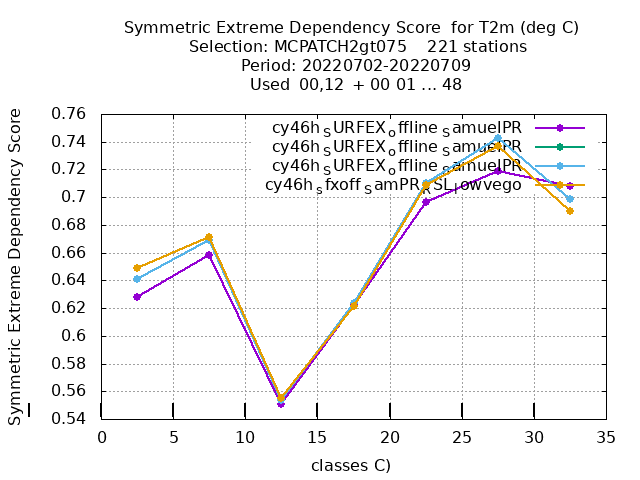 Symmetric Extreme Dependency Score  for T2m (deg C)
Selection: MCPATCH2gt075    221 stations
Period: 20220702-20220709
Used  00,12  + 00 01 ... 48
Symmetric Extreme Dependency Score
0.76
0.74
0.72
0.7
0.68
0.66
0.64
0.62
0.6
0.58
0.56
0.54
cy46h_SURFEX_offline_SamuelPR
cy46h_SURFEX_offline_SamuelPR
cy46h_SURFEX_offline_SamuelPR
cy46h_sfxoff_SamPR_RSL_lowvego
0 5 10 15 20 25 30 35
classes C)